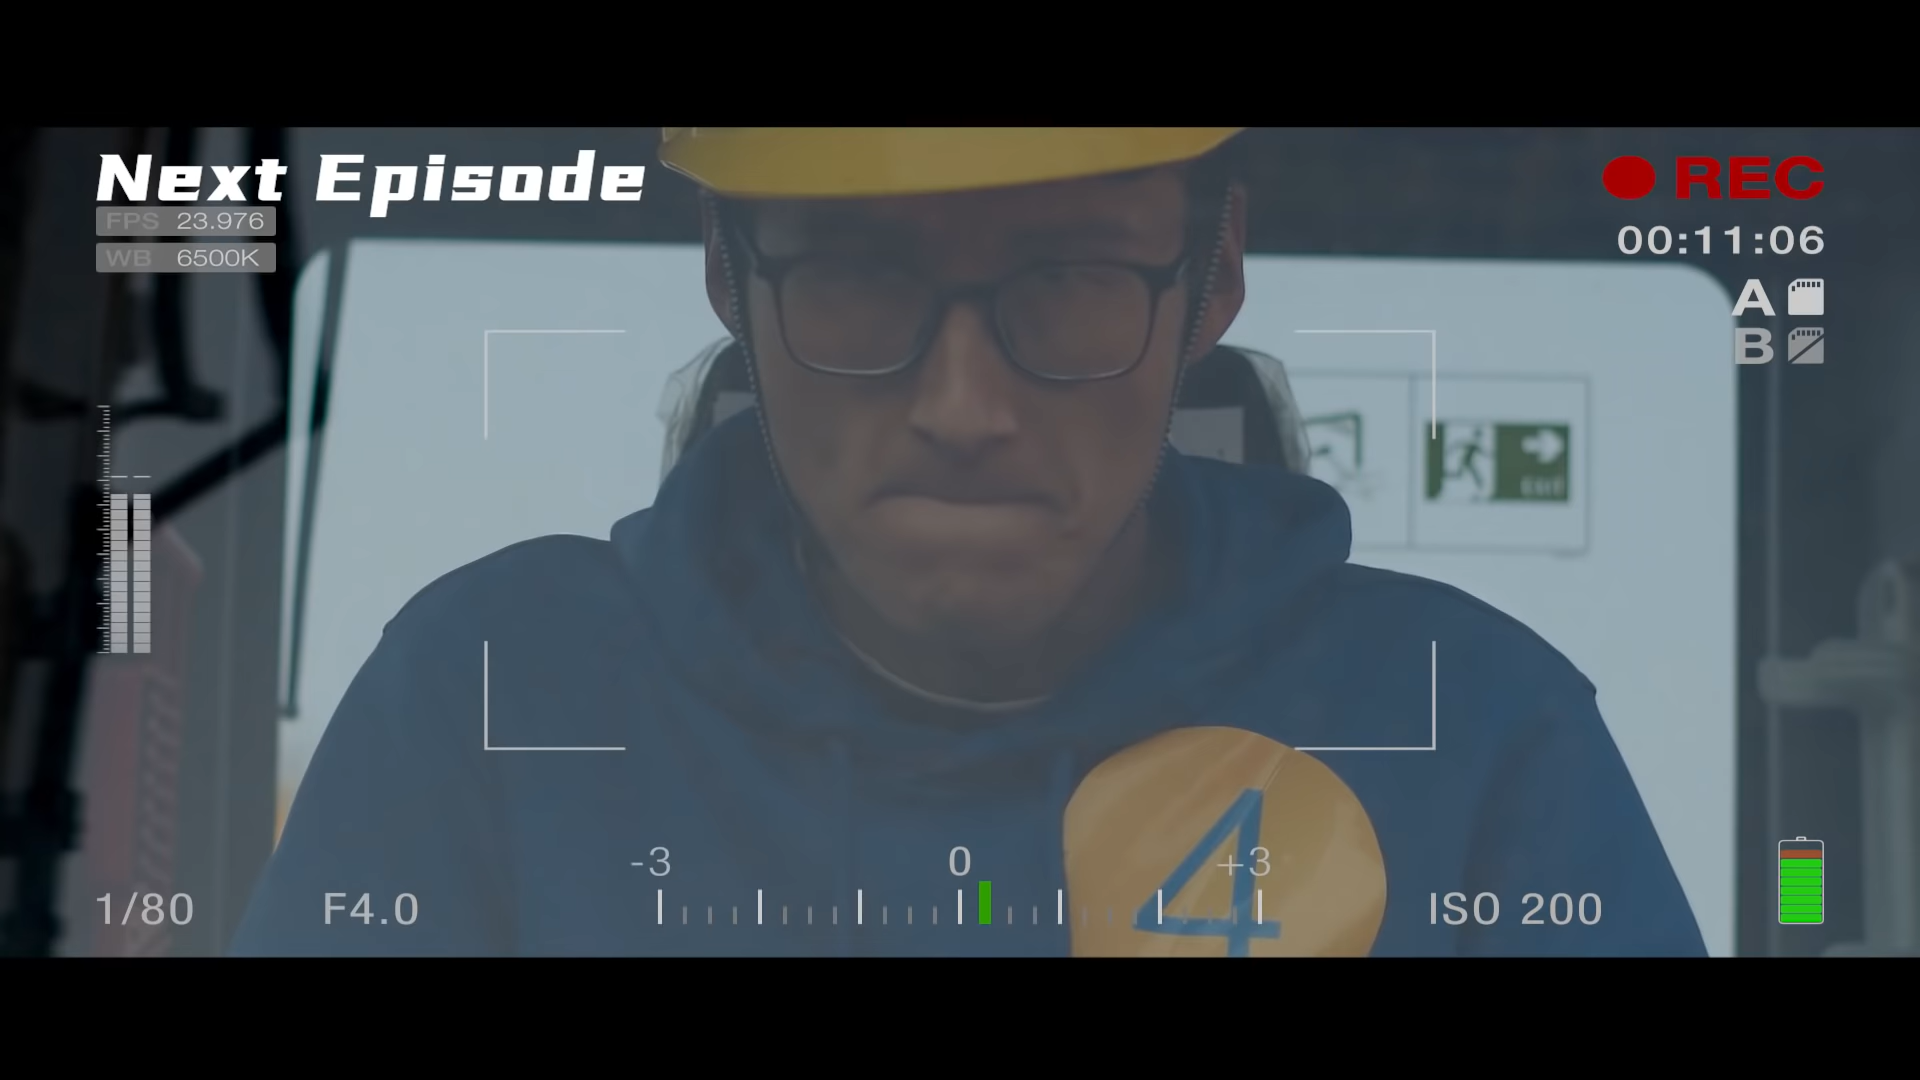 Next Episode
FPS 23.976
WB 6500K
REC
00:11:06
A
B
EXIT
-3 0 +3
1/80 F4.0 ISO 200
4